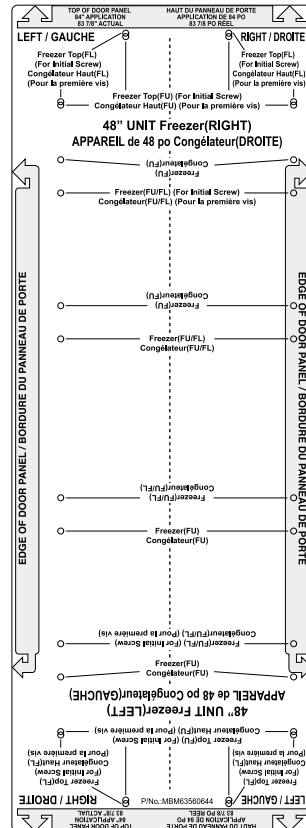 TOP OF DOOR PANEL
84" APPLICATION
83 7/8" ACTUAL
HAUT DU PANNEAU DE PORTE
APPLICATION DE 84 PO
83 7/8 PO RÉEL
LEFT / GAUCHE
RIGHT / DROITE
Freezer Top(FL)
(For Initial Screw)
Congélateur Haut(FL)
(Pour la première vis)
Freezer Top(FL)
(For Initial Screw)
Congélateur Haut(FL)
(Pour la première vis)
Freezer Top(FU) (For Initial Screw)
Congélateur Haut(FU) (Pour la première vis)
48" UNIT Freezer(RIGHT)
APPAREIL de 48 po Congélateur(DROITE)
Freezer(FU)
Congélateur(FU)
Freezer(FU/FL) (For Initial Screw)
Congélateur(FU/FL) (Pour la première vis)
EDGE OF DOOR PANEL / BORDURE DU PANNEAU DE PORTE
EDGE OF DOOR PANEL / BORDURE DU PANNEAU DE PORTE
Freezer(FU)
Congélateur(FU)
Freezer(FU/FL)
Congélateur(FU/FL)
Freezer(FU/FL)
Congélateur(FU/FL)
Freezer(FU)
Congélateur(FU)
Freezer(FU/FL) (For Initial Screw)
Congélateur(FU/FL) (Pour la première vis)
Freezer(FU)
Congélateur(FU)
48" UNIT Freezer(LEFT)
APPAREIL de 48 po Congélateur(GAUCHE)
Freezer Top(FU) (For Initial Screw)
Congélateur Haut(FU) (Pour la première vis)
Freezer Top(FL)
(For Initial Screw)
Congélateur Haut(FL)
(Pour la première vis)
Freezer Top(FL)
(For Initial Screw)
Congélateur Haut(FL)
(Pour la première vis)
RIGHT / DROITE
P/No.:MBM63560644
LEFT / GAUCHE
TOP OF DOOR PANEL
84" APPLICATION
83 7/8" ACTUAL
HAUT DU PANNEAU DE PORTE
APPLICATION DE 84 PO
83 7/8 PO RÉEL